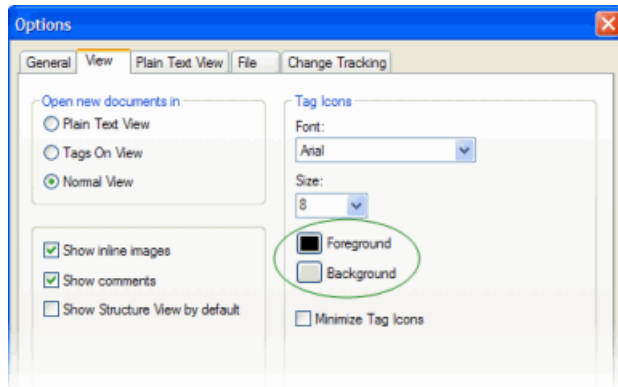 Options
General View Plain Text View File Change Tracking
Open new documents in
Plain Text View
Tags On View
Normal View
Show inline images
Show comments
Show Structure View by default
Tag Icons
Font:
Arial
Size:
8
Foreground
Background
Minimize Tag Icons